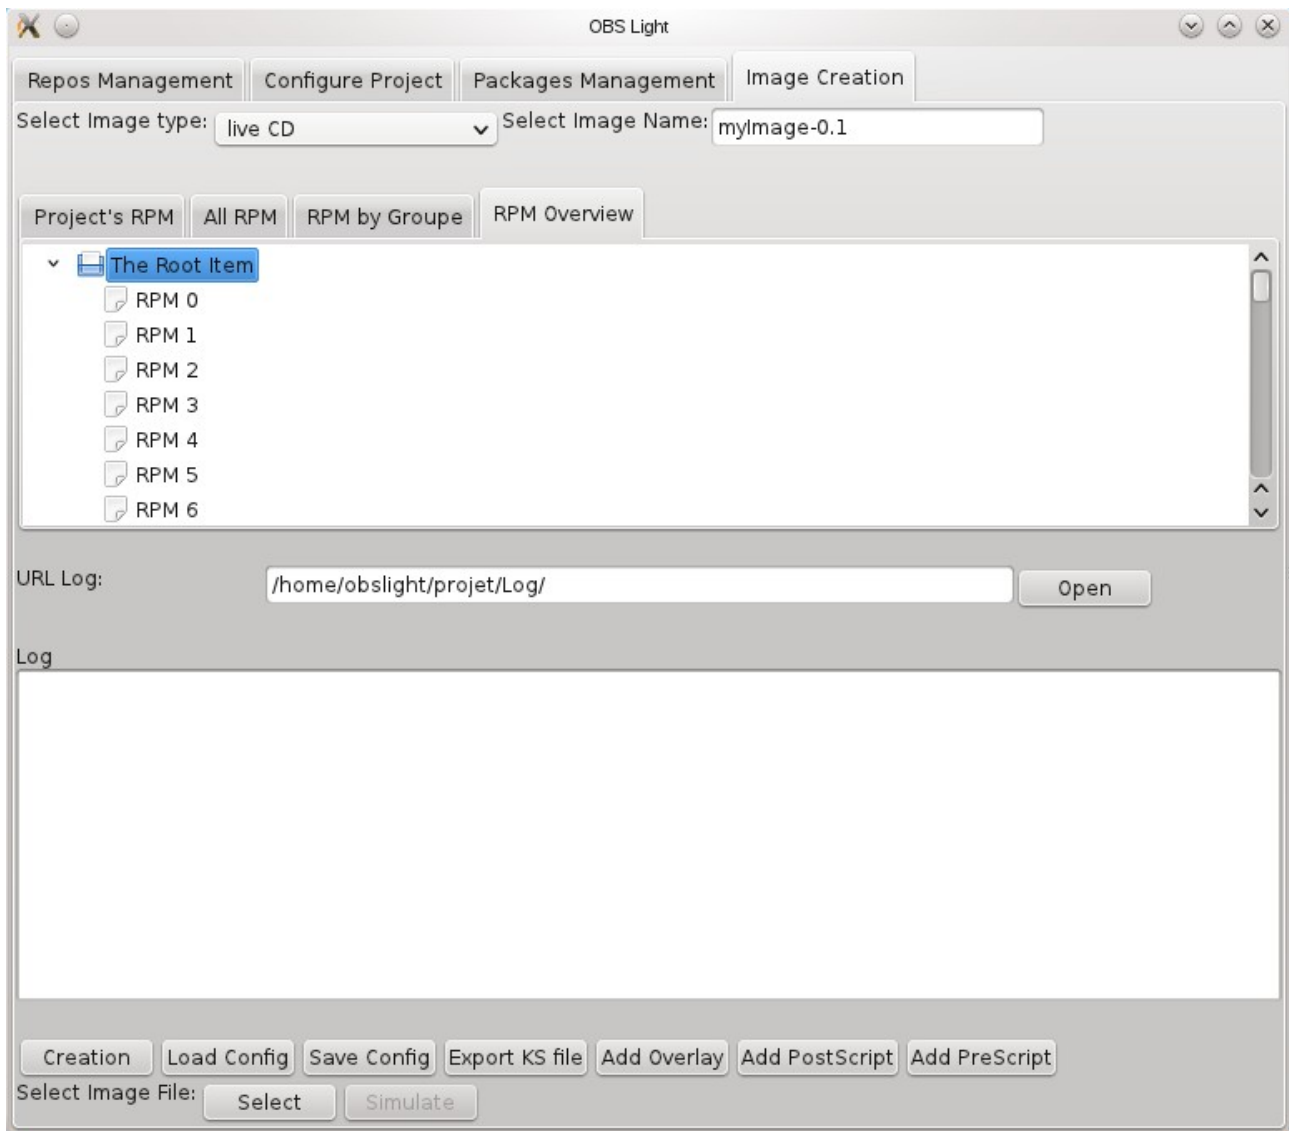 OBS Light
Repos Management Configure Project Packages Management Image Creation
Select Image type: live CD Select Image Name: myImage-0.1
Project's RPM All RPM RPM by Groupe RPM Overview
The Root Item
RPM 0
RPM 1
RPM 2
RPM 3
RPM 4
RPM 5
RPM 6
URL Log: /home/obslight/projet/Log/ Open
Log
Creation Load Config Save Config Export KS file Add Overlay Add PostScript Add PreScript
Select Image File: Select Simulate